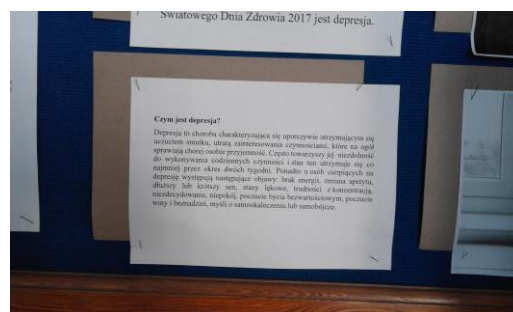 Światowego Dnia Zdrowia 2017 jest depresja.
Czym jest depresja?
Depresja to choroba charakteryzująca się uporczywie utrzymującym się
uczuciem smutku, utratą zainteresowania czynnościami, które na ogół
sprawiają chorej osobie przyjemność. Często towarzyszy jej niezdolność
do wykonywania codziennych czynności i stan ten utrzymuje się co
najmniej przez okres dwóch tygodni. Ponadto u osób cierpiących na
depresję występują następujące objawy: brak energii, zmiana apetytu,
dłuższy lub krótszy sen, stany lękowe, trudności z koncentracją,
niezdecydowanie, niepokój, poczucie bycia bezwartościowym, poczucie
winy i beznadziei, myśli o samookaleczeniu lub samobójcze.